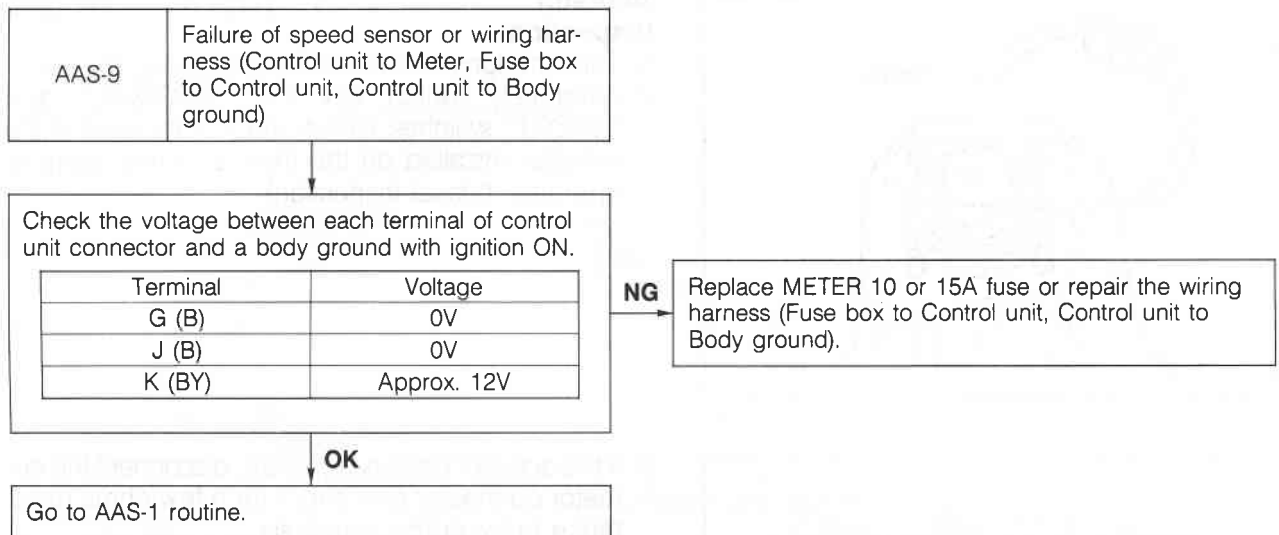 AAS-9
Failure of speed sensor or wiring har-
ness (Control unit to Meter, Fuse box
to Control unit, Control unit to Body
ground)
Check the voltage between each terminal of control
unit connector and a body ground with ignition ON.
Terminal Voltage
G (B) 0V
J (B) 0V
K (BY) Approx. 12V
NG
Replace METER 10 or 15A fuse or repair the wiring
harness (Fuse box to Control unit, Control unit to
Body ground).
OK
Go to AAS-1 routine.